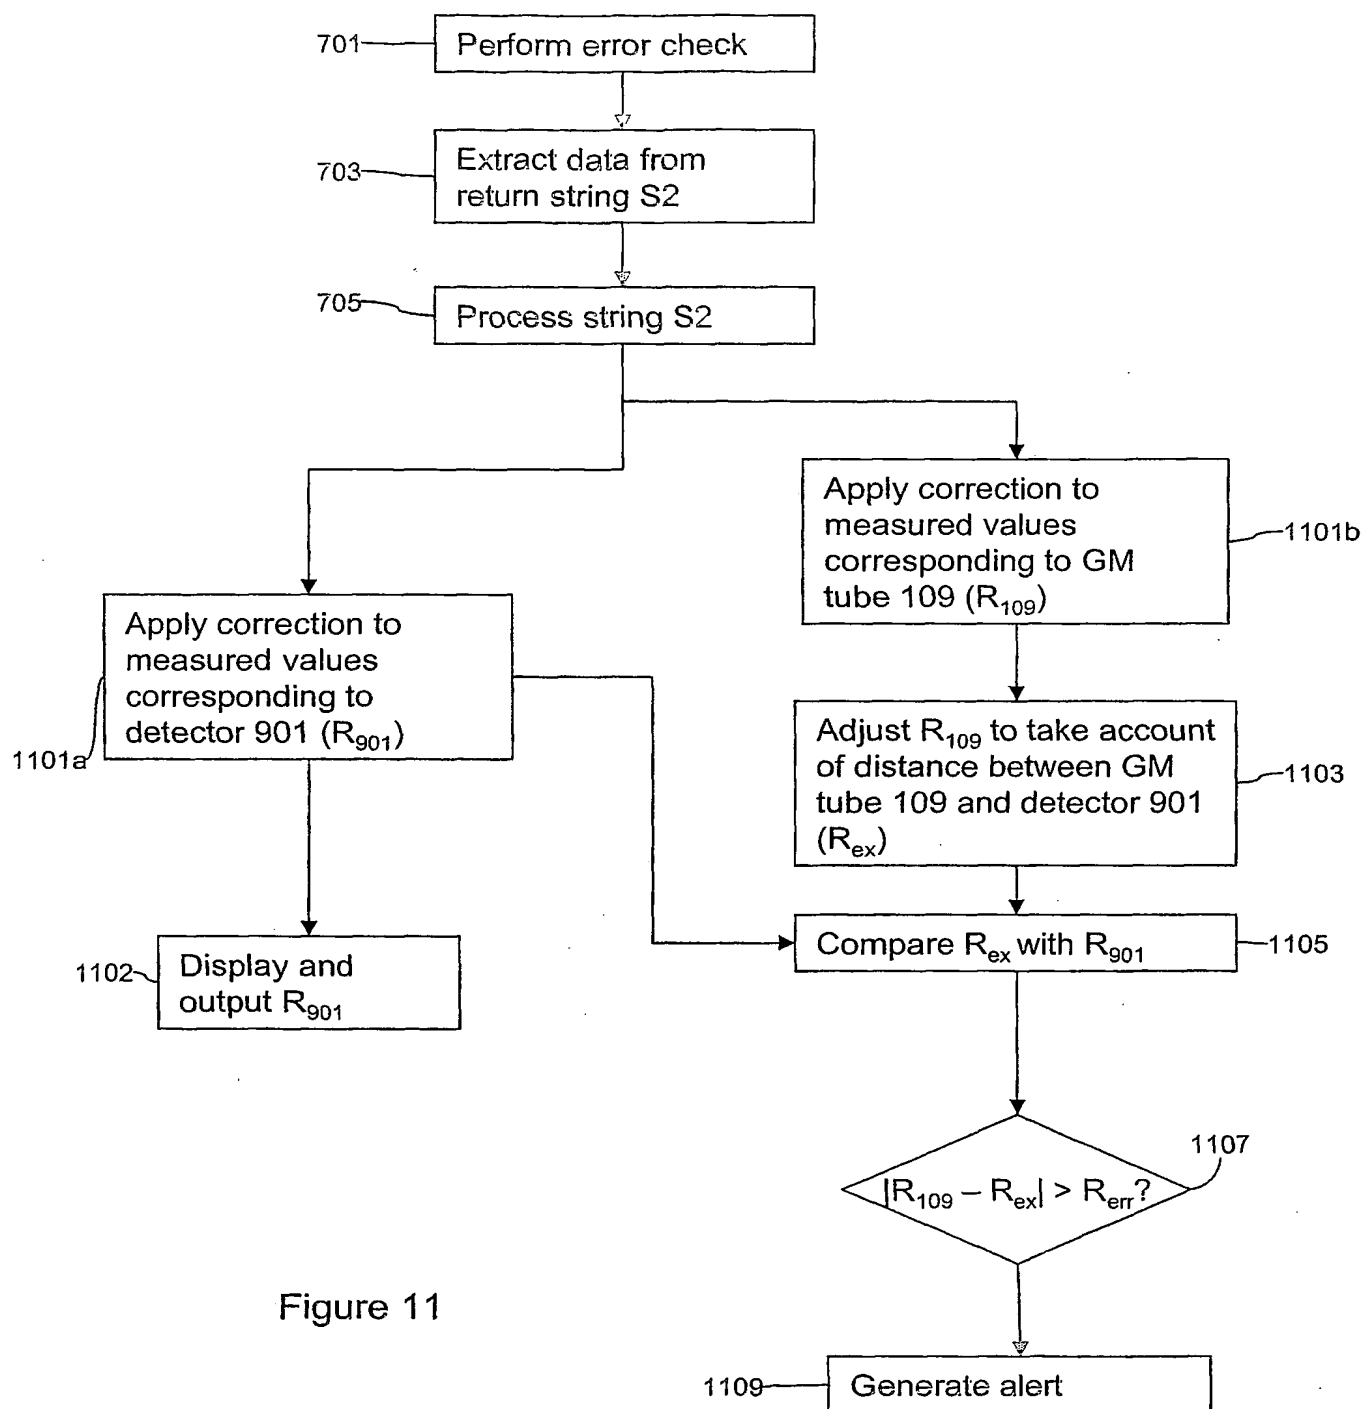 701
Perform error check
703
Extract data from
return string S2
705
Process string S2
Apply correction to
measured values
corresponding to GM
tube 109 (R109)
1101b
Apply correction to
measured values
corresponding to
detector 901 (R901)
1101a
Adjust R109 to take account
of distance between GM
tube 109 and detector 901
(Rex)
1103
1102
Display and
output R901
Compare Rex with R901
1105
|R109 – Rex| > Rerr?
1107
Figure 11
1109
Generate alert